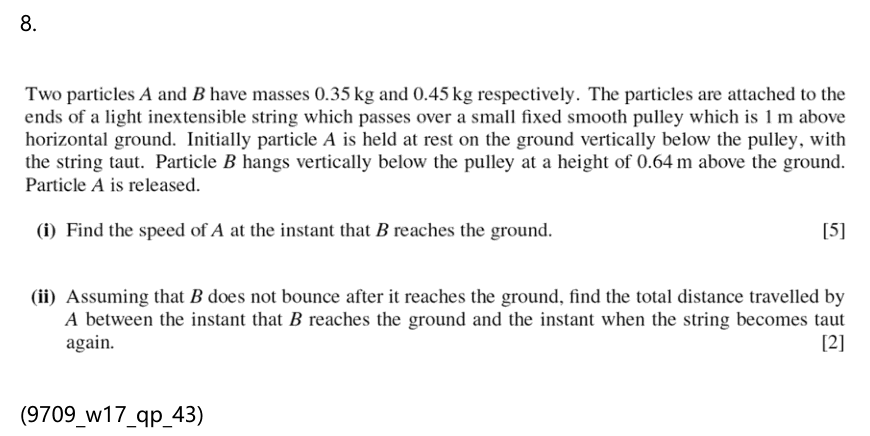 8.
Two particles A and B have masses 0.35 kg and 0.45 kg respectively. The particles are attached to the
ends of a light inextensible string which passes over a small fixed smooth pulley which is 1 m above
horizontal ground. Initially particle A is held at rest on the ground vertically below the pulley, with
the string taut. Particle B hangs vertically below the pulley at a height of 0.64 m above the ground.
Particle A is released.
(i) Find the speed of A at the instant that B reaches the ground. [5]
(ii) Assuming that B does not bounce after it reaches the ground, find the total distance travelled by
A between the instant that B reaches the ground and the instant when the string becomes taut
again. [2]
(9709_w17_qp_43)